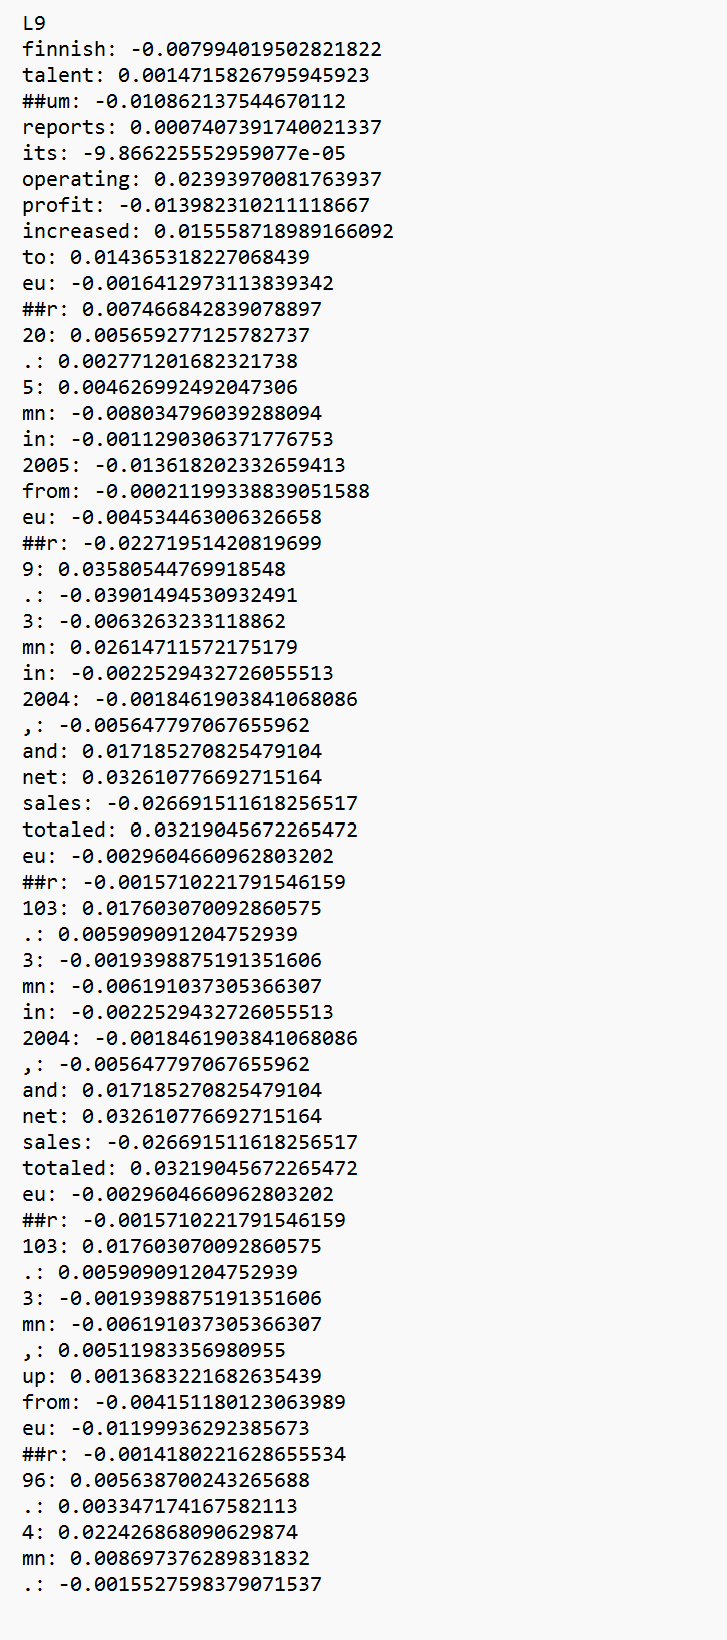 L9
finnish: -0.007994019502821822
talent: 0.0014715826795945923
##um: -0.010862137544670112
reports: 0.0007407391740021337
its: -9.866225552959077e-05
operating: 0.02393970081763937
profit: -0.013982310211118667
increased: 0.015558718989166092
to: 0.014365318227068439
eu: -0.0016412973113839342
##r: 0.007466842839078897
20: 0.005659277125782737
.: 0.002771201682321738
5: 0.004626992492047306
mn: -0.008034796039288094
in: -0.0011290306371776753
2005: -0.013618202332659413
from: -0.00021199338839051588
eu: -0.004534463006326658
##r: -0.02271951420819699
9: 0.03580544769918548
.: -0.03901494530932491
3: -0.0063263233118862
mn: 0.02614711572175179
in: -0.0022529432726055513
2004: -0.0018461903841068086
,: -0.005647797067655962
and: 0.017185270825479104
net: 0.032610776692715164
sales: -0.026691511618256517
totaled: 0.03219045672265472
eu: -0.0029604660962803202
##r: -0.0015710221791546159
103: 0.017603070092860575
.: 0.005909091204752939
3: -0.0019398875191351606
mn: -0.006191037305366307
in: -0.0022529432726055513
2004: -0.0018461903841068086
,: -0.005647797067655962
and: 0.017185270825479104
net: 0.032610776692715164
sales: -0.026691511618256517
totaled: 0.03219045672265472
eu: -0.0029604660962803202
##r: -0.0015710221791546159
103: 0.017603070092860575
.: 0.005909091204752939
3: -0.0019398875191351606
mn: -0.006191037305366307
,: 0.00511983356980955
up: 0.0013683221682635439
from: -0.004151180123063989
eu: -0.01199936292385673
##r: -0.0014180221628655534
96: 0.005638700243265688
.: 0.003347174167582113
4: 0.022426868090629874
mn: 0.008697376289831832
.: -0.0015527598379071537